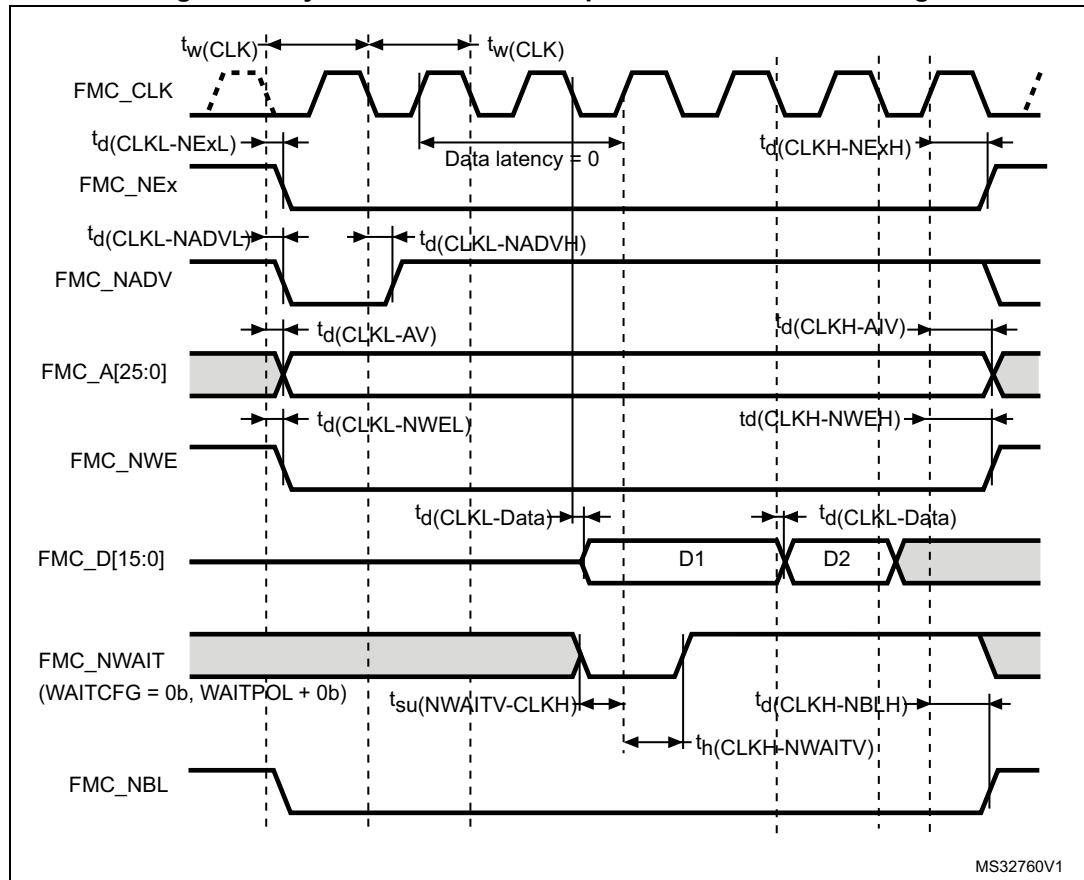 tw(CLK) tw(CLK)
FMC_CLK
td(CLKL-NExL) Data latency = 0 td(CLKH-NExH)
FMC_NEx
td(CLKL-NADVL) td(CLKL-NADVH)
FMC_NADV
td(CLKL-AV) td(CLKH-AIV)
FMC_A[25:0]
td(CLKL-NWEL) td(CLKH-NWEH)
FMC_NWE
td(CLKL-Data) td(CLKL-Data)
FMC_D[15:0] D1 D2
FMC_NWAIT
(WAITCFG = 0b, WAITPOL + 0b) tsu(NWAITV-CLKH) td(CLKH-NBLH)
th(CLKH-NWAITV)
FMC_NBL
MS32760V1